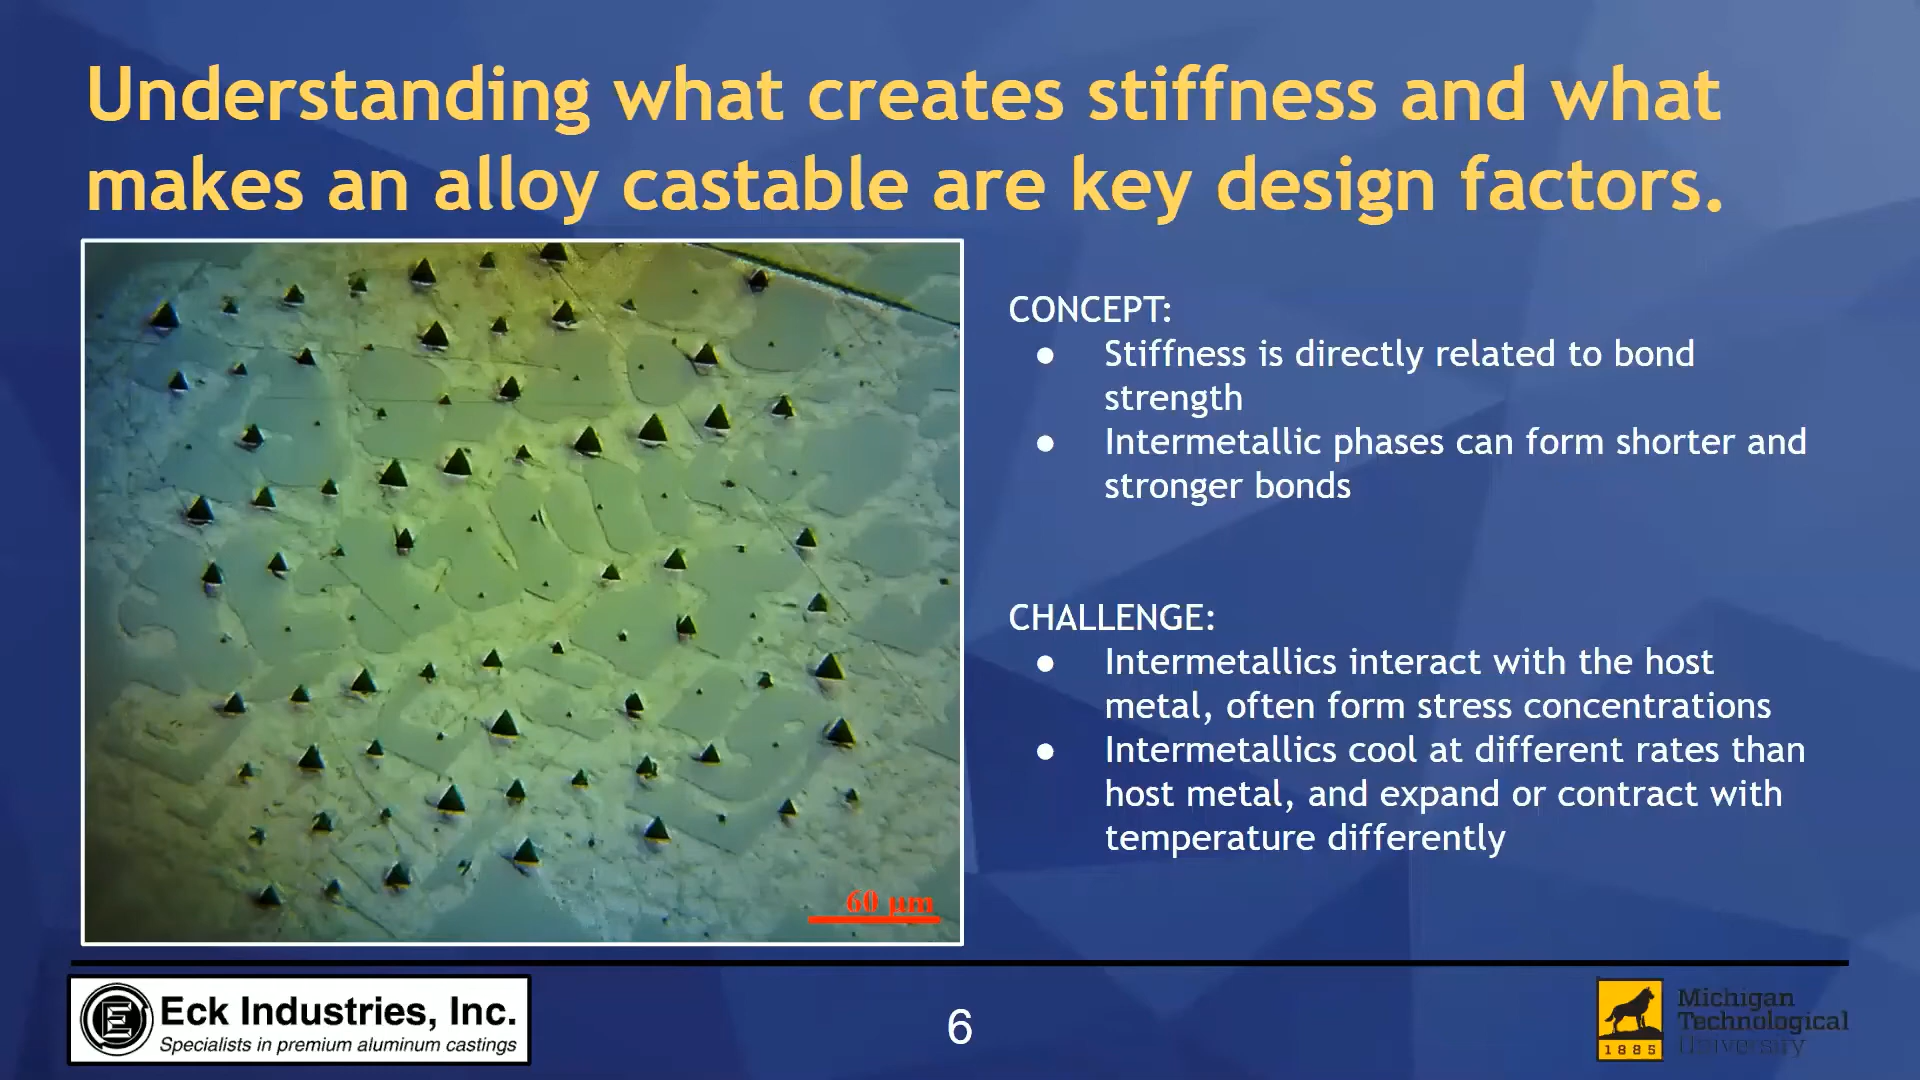 Understanding what creates stiffness and what
makes an alloy castable are key design factors.
CONCEPT:
● Stiffness is directly related to bond
strength
● Intermetallic phases can form shorter and
stronger bonds
CHALLENGE:
● Intermetallics interact with the host
metal, often form stress concentrations
● Intermetallics cool at different rates than
host metal, and expand or contract with
temperature differently
60 µm
Eck Industries, Inc.
Specialists in premium aluminum castings
6
1885
Michigan
Technological
University